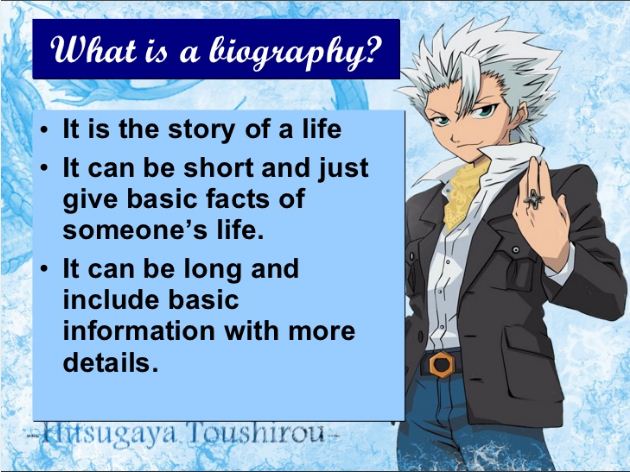 What is a biography?
• It is the story of a life
• It can be short and just
give basic facts of
someone's life.
• It can be long and
include basic
information with more
details.
Hitsugaya Toushirou